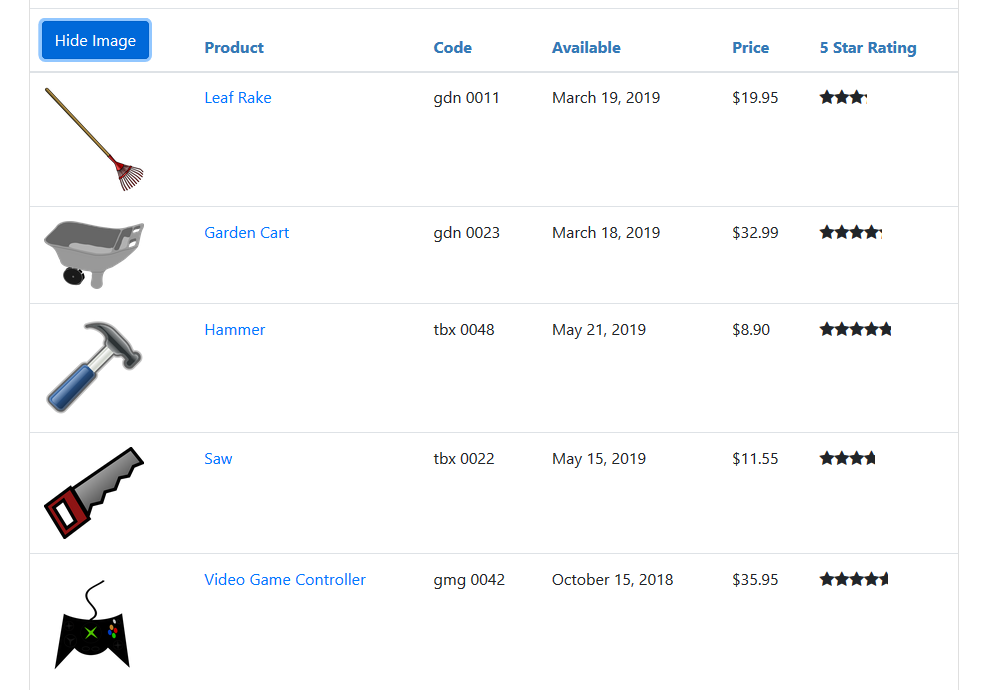 Hide Image Product Code Available Price 5 Star Rating
Leaf Rake gdn 0011 March 19, 2019 $19.95
Garden Cart gdn 0023 March 18, 2019 $32.99
Hammer tbx 0048 May 21, 2019 $8.90
Saw tbx 0022 May 15, 2019 $11.55
Video Game Controller gmg 0042 October 15, 2018 $35.95